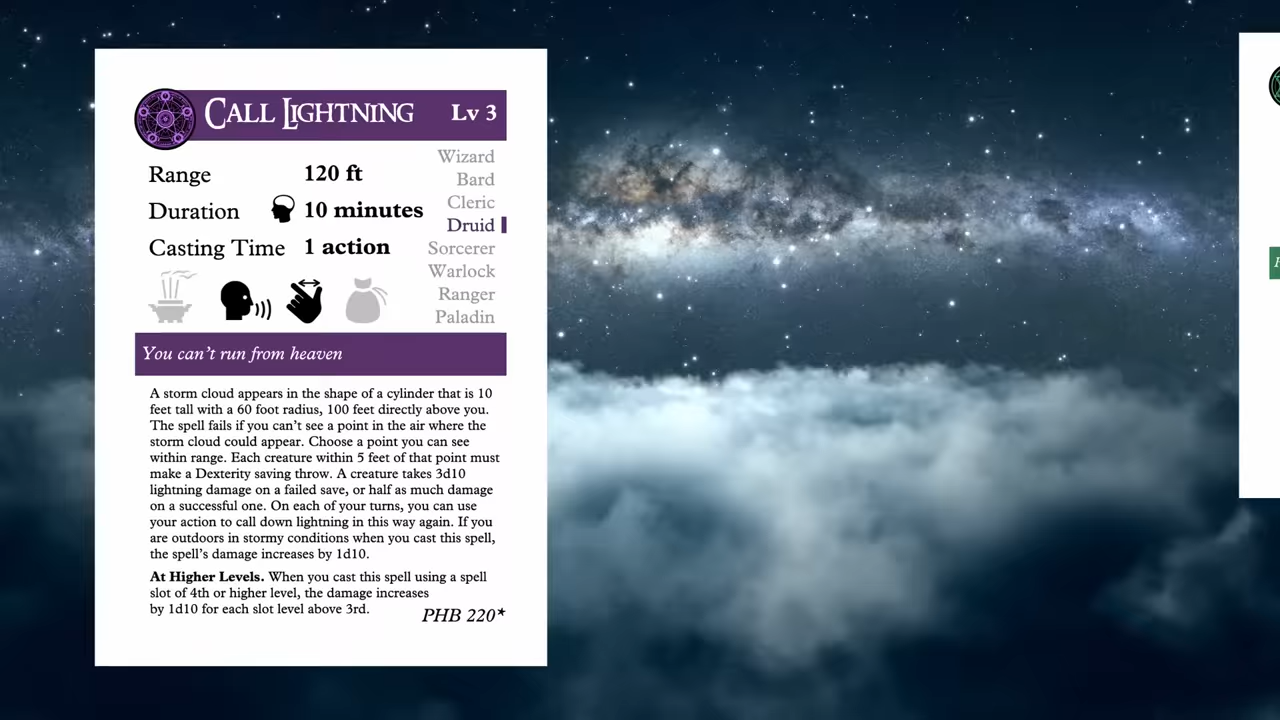 CALL LIGHTNING Lv 3
Range 120 ft
Duration 10 minutes
Casting Time 1 action
Wizard
Bard
Cleric
Druid
Sorcerer
Warlock
Ranger
Paladin
You can’t run from heaven
A storm cloud appears in the shape of a cylinder that is 10
feet tall with a 60 foot radius, 100 feet directly above you.
The spell fails if you can’t see a point in the air where the
storm cloud could appear. Choose a point you can see
within range. Each creature within 5 feet of that point must
make a Dexterity saving throw. A creature takes 3d10
lightning damage on a failed save, or half as much damage
on a successful one. On each of your turns, you can use
your action to call down lightning in this way again. If you
are outdoors in stormy conditions when you cast this spell,
the spell’s damage increases by 1d10.
At Higher Levels. When you cast this spell using a spell
slot of 4th or higher level, the damage increases
by 1d10 for each slot level above 3rd.
PHB 220*